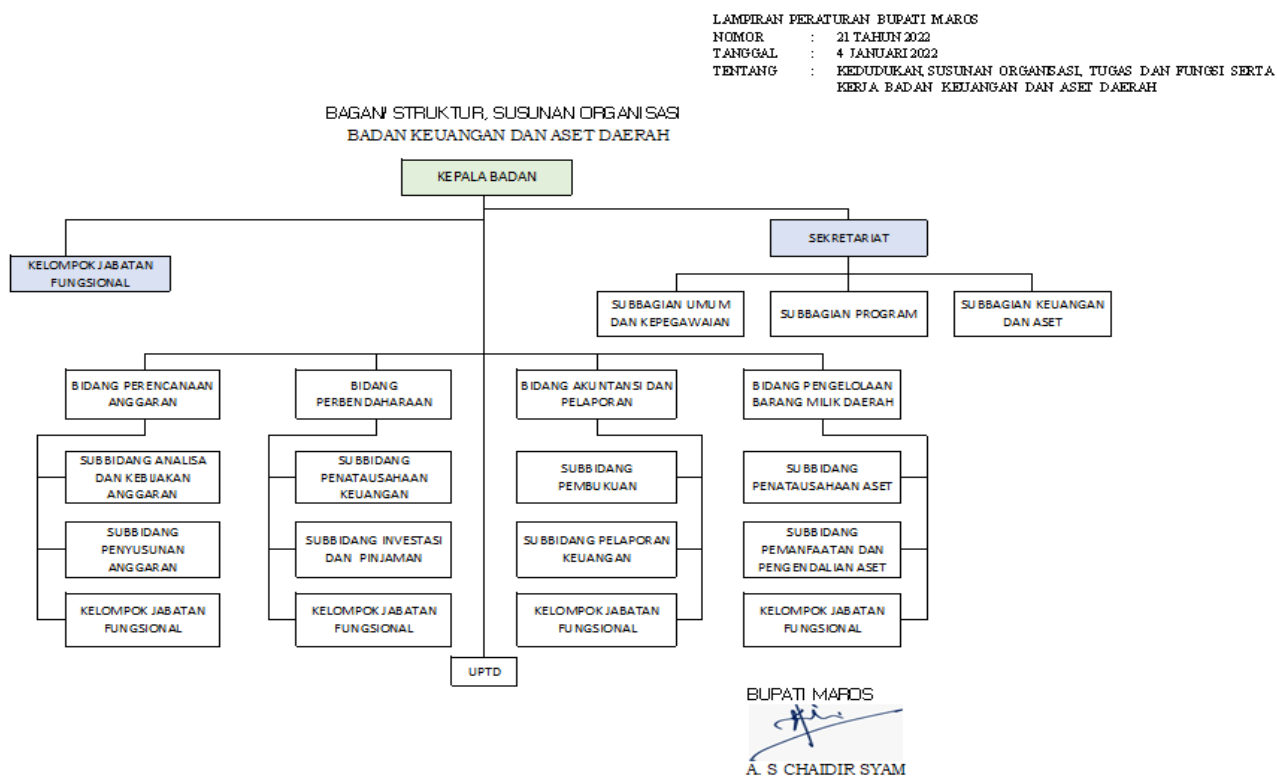 LAMPIRAN PERATURAN BUPATI MAROS
NOMOR : 21 TAHUN 2022
TANGGAL : 4 JANUARI 2022
TENTANG : KEDUDUKAN, SUSUNAN ORGANISASI, TUGAS DAN FUNGSI SERTA
KERJA BADAN KEUANGAN DAN ASET DAERAH
BAGAN/ STRUKTUR, SUSUNAN ORGANISASI
BADAN KEUANGAN DAN ASET DAERAH
KEPALA BADAN
SEKRETARIAT
KELOMPOK JABATAN
FUNGSIONAL
SUBBAGIAN UMUM
DAN KEPEGAWAIAN
SUBBAGIAN PROGRAM
SUBBAGIAN KEUANGAN
DAN ASET
BIDANG PERENCANAAN
ANGGARAN
BIDANG
PERBENDAHARAAN
BIDANG AKUNTANSI DAN
PELAPORAN
BIDANG PENGELOLAAN
BARANG MILIK DAERAH
SUBBIDANG ANALISA
DAN KEBIJAKAN
ANGGARAN
SUBBIDANG
PENATAUSAHAAN
KEUANGAN
SUBBIDANG
PEMBUKUAN
SUBBIDANG
PENATAUSAHAAN ASET
SUBBIDANG
PENYUSUNAN
ANGGARAN
SUBBIDANG INVESTASI
DAN PINJAMAN
SUBBIDANG PELAPORAN
KEUANGAN
SUBBIDANG
PEMANFAATAN DAN
PENGENDALIAN ASET
KELOMPOK JABATAN
FUNGSIONAL
KELOMPOK JABATAN
FUNGSIONAL
KELOMPOK JABATAN
FUNGSIONAL
KELOMPOK JABATAN
FUNGSIONAL
UPTD
BUPATI MAROS
A. S CHAIDIR SYAM